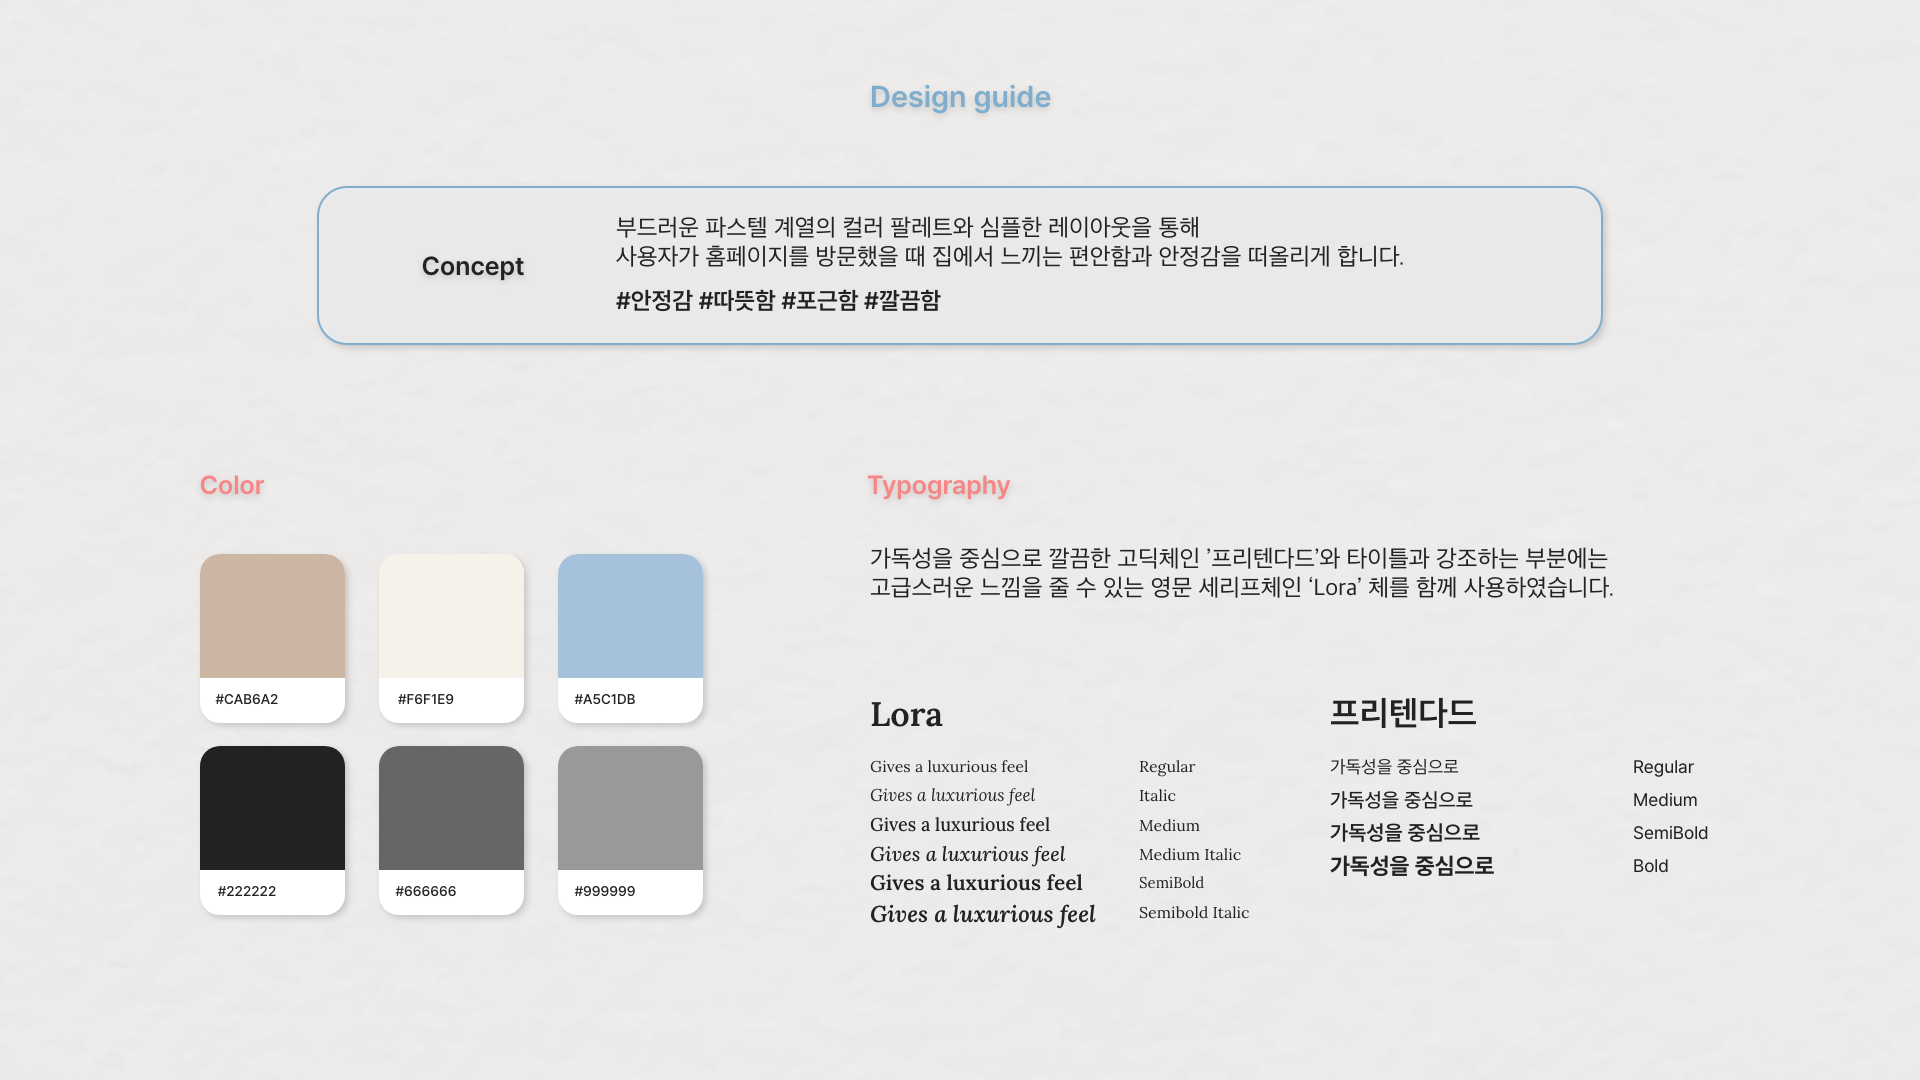 Design guide
Concept
부드러운 파스텔 계열의 컬러 팔레트와 심플한 레이아웃을 통해
사용자가 홈페이지를 방문했을 때 집에서 느끼는 편안함과 안정감을 떠올리게 합니다.
#안정감 #따뜻함 #포근함 #깔끔함
Color
#CAB6A2
#F6F1E9
#A5C1DB
#222222
#666666
#999999
Typography
가독성을 중심으로 깔끔한 고딕체인 ’프리텐다드’와 타이틀과 강조하는 부분에는
고급스러운 느낌을 줄 수 있는 영문 세리프체인 ‘Lora’ 체를 함께 사용하였습니다.
Lora
Gives a luxurious feel Regular
Gives a luxurious feel Italic
Gives a luxurious feel Medium
Gives a luxurious feel Medium Italic
Gives a luxurious feel SemiBold
Gives a luxurious feel Semibold Italic
프리텐다드
가독성을 중심으로 Regular
가독성을 중심으로 Medium
가독성을 중심으로 SemiBold
가독성을 중심으로 Bold